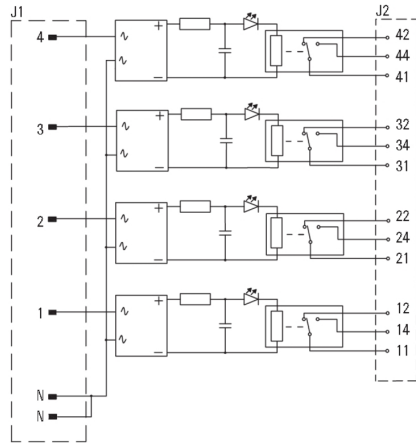 J1 J2
4 ∿ + 42
44
∿ − 41
3 ∿ + 32
34
∿ − 31
2 ∿ + 22
24
∿ − 21
1 ∿ + 12
14
∿ − 11
N
N